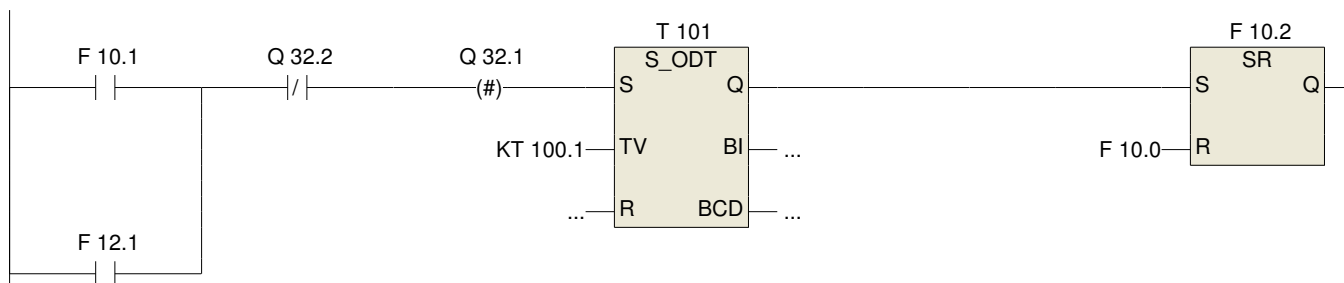 T 101
F 10.2
F 10.1
Q 32.2
Q 32.1
S_ODT
SR
/
(#)
S
Q
S
Q
KT 100.1
TV
BI
...
F 10.0
R
...
R
BCD
...
F 12.1